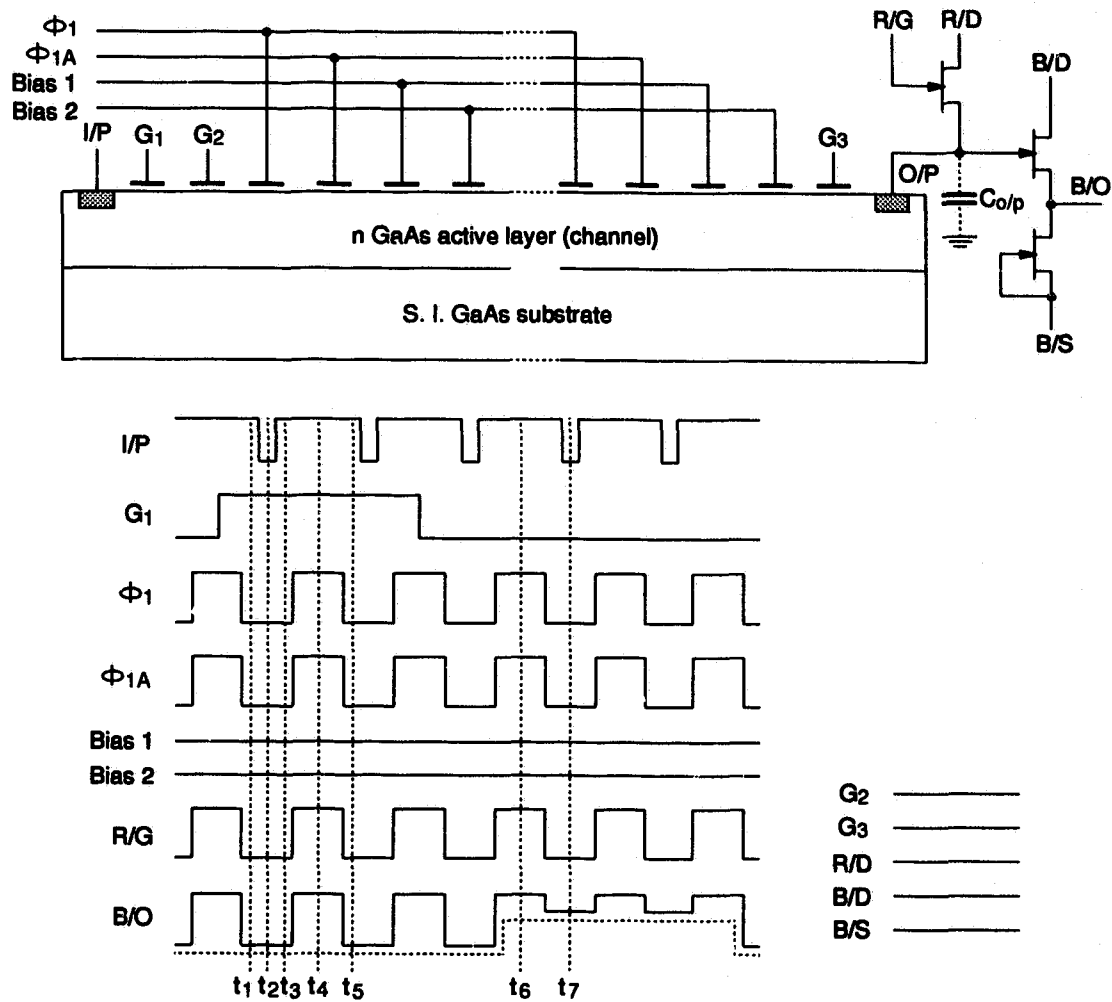 Φ1
Φ1A
Bias 1
Bias 2
I/P
G1
G2
G3
O/P
R/G
R/D
B/D
B/O
Co/p
B/S
n GaAs active layer (channel)
S. I. GaAs substrate
I/P
G1
Φ1
Φ1A
Bias 1
Bias 2
R/G
B/O
t1 t2 t3 t4 t5 t6 t7
G2
G3
R/D
B/D
B/S